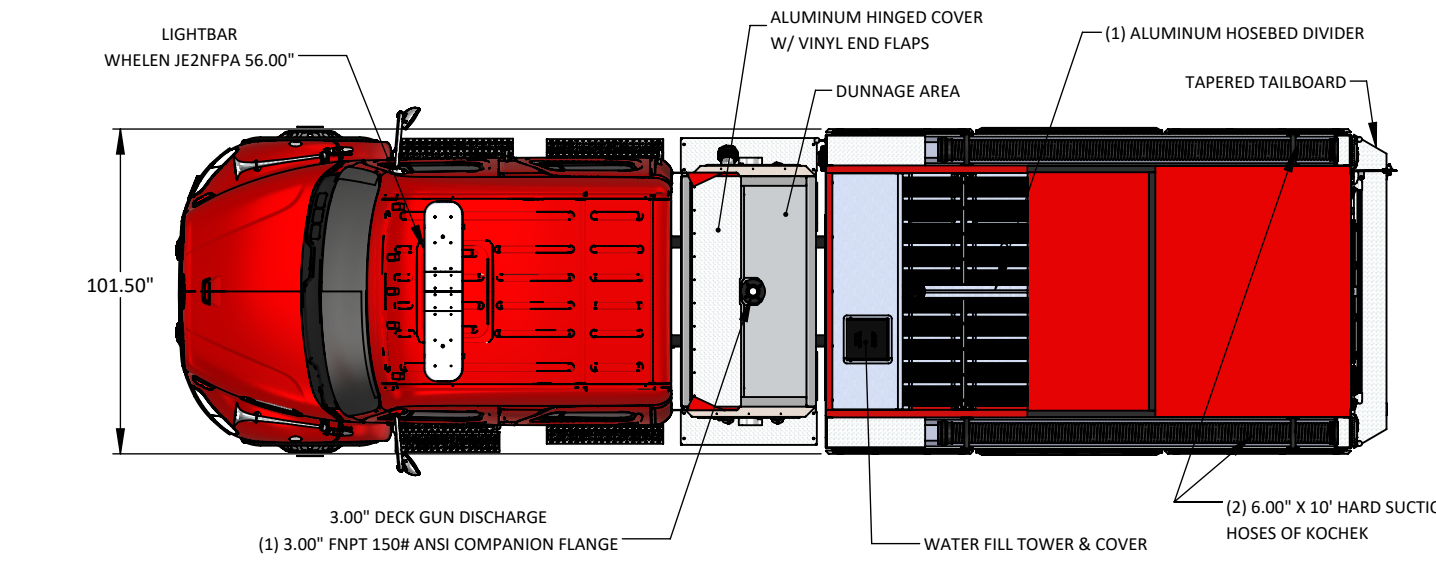 LIGHTBAR
WHELEN JE2NFPA 56.00"
ALUMINUM HINGED COVER
W/ VINYL END FLAPS
DUNNAGE AREA
(1) ALUMINUM HOSEBED DIVIDER
TAPERED TAILBOARD
101.50"
3.00" DECK GUN DISCHARGE
(1) 3.00" FNPT 150# ANSI COMPANION FLANGE
WATER FILL TOWER & COVER
(2) 6.00" X 10' HARD SUCTIO
HOSES OF KOCHEK